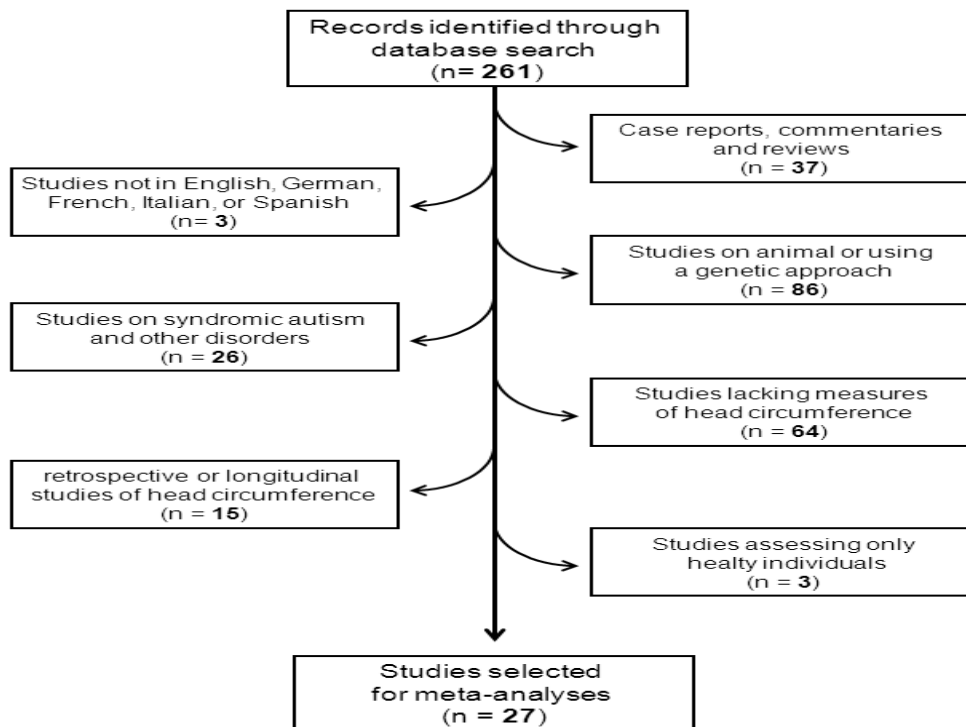 Records identified through
database search
(n= 261)
Case reports, commentaries
and reviews
(n = 37)
Studies not in English, German,
French, Italian, or Spanish
(n= 3)
Studies on animal or using
a genetic approach
(n = 86)
Studies on syndromic autism
and other disorders
(n = 26)
Studies lacking measures
of head circumference
(n = 64)
retrospective or longitudinal
studies of head circumference
(n = 15)
Studies assessing only
healty individuals
(n = 3)
Studies selected
for meta-analyses
(n = 27)